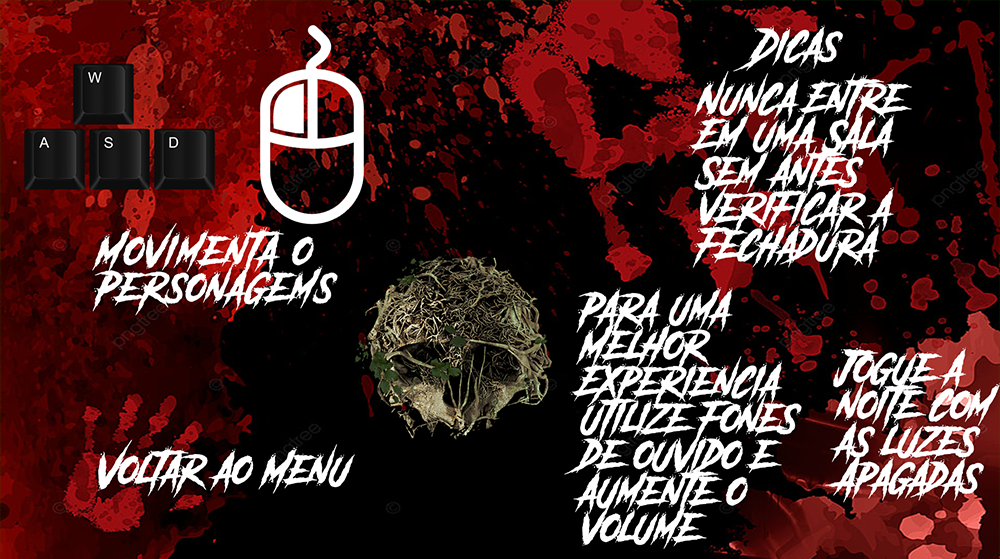 W
A S D
MOVIMENTA O
PERSONAGEMS
VOLTAR AO MENU
DICAS
NUNCA ENTRE
EM UMA SALA
SEM ANTES
VERIFICAR A
FECHADURA
PARA UMA
MELHOR
EXPERIENCIA
UTILIZE FONES
DE OUVIDO E
AUMENTE O
VOLUME
JOGUE A
NOITE COM
AS LUZES
APAGADAS
pngtree